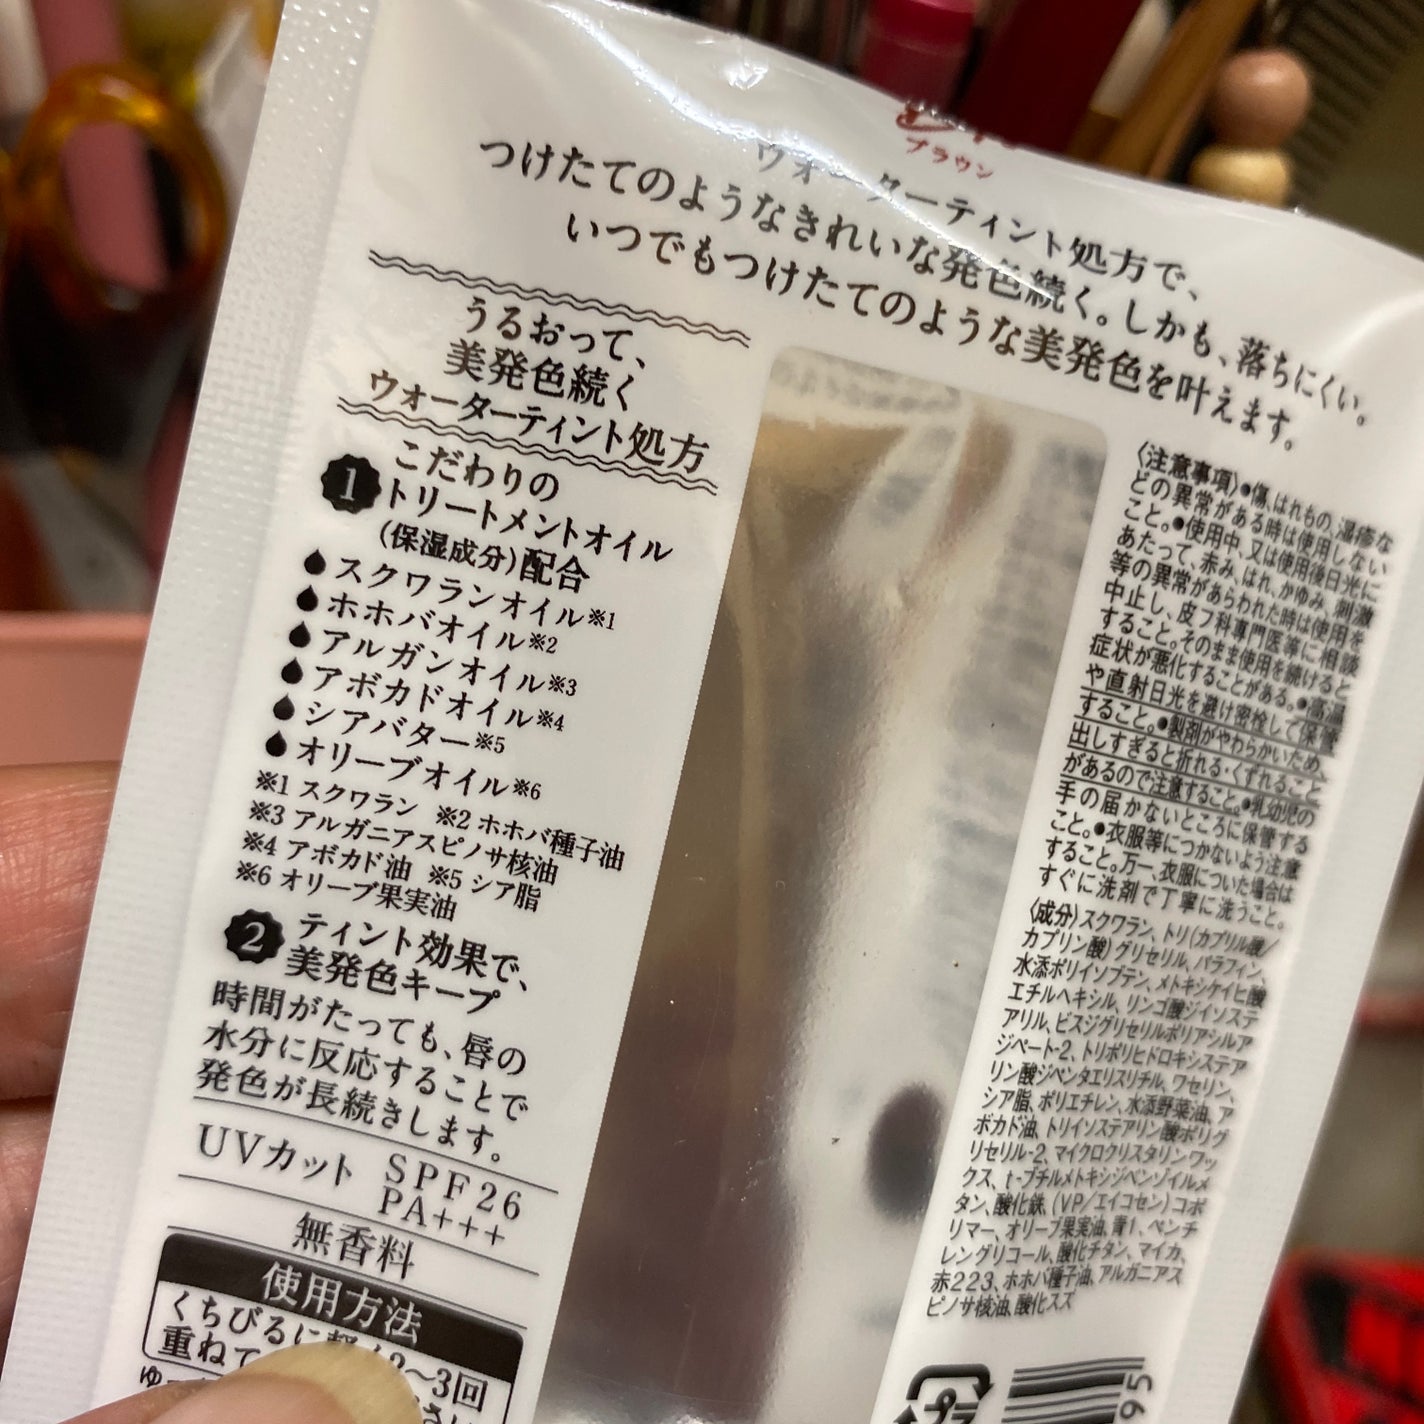 ブラウン
ウォーターティント処方で、
つけたてのようなきれいな発色続く。しかも、落ちにくい。
いつでもつけたてのような美発色を叶えます。
うるおって、
美発色続く
ウォーターティント処方
1 こだわりの
トリートメントオイル
(保湿成分)配合
スクワランオイル※1
ホホバオイル※2
アルガンオイル※3
アボカドオイル※4
シアバター※5
オリーブオイル※6
※1 スクワラン ※2 ホホバ種子油
※3 アルガニアスピノサ核油
※4 アボカド油 ※5 シア脂
※6 オリーブ果実油
2 ティント効果で、
美発色キープ
時間がたっても、唇の
水分に反応することで
発色が長続きします。
UVカット SPF26
PA+++
無香料
使用方法
くちびるに
2～3回
重ねて
〈注意事項〉●傷、はれもの、湿疹な
どの異常がある時は使用しない
こと。●使用中、又は使用後日光に
あたって、赤み、はれ、かゆみ、刺激
等の異常があらわれた時は使用を
中止し、皮フ科専門医等に相談
すること。そのまま使用を続けると
症状が悪化することがある。●高温
や直射日光を避け密栓して保管
すること。●製剤がやわらかいため、
出しすぎると折れる・くずれること
があるので注意すること。●乳幼児の
手の届かないところに保管する
こと。●衣服等につかないよう注意
すること。万一、衣服についた場合は
すぐに洗剤で丁寧に洗うこと。
〈成分〉スクワラン、トリ(カプリル酸/
カプリン酸)グリセリル、パラフィン、
水添ポリイソブテン、メトキシケイヒ酸
エチルヘキシル、リンゴ酸ジイソステ
アリル、ビスジグリセリルポリアシルア
ジペート-2、トリポリヒドロキシステア
リン酸ジペンタエリスリチル、ワセリン、
シア脂、ポリエチレン、水添野菜油、ア
ボカド油、トリイソステアリン酸ポリグ
リセリル-2、マイクロクリスタリンワッ
クス、t-ブチルメトキシジベンゾイルメ
タン、酸化鉄、(VP/エイコセン)コポ
リマー、オリーブ果実油、青1、ペンチ
レングリコール、酸化チタン、マイカ、
赤223、ホホバ種子油、アルガニアス
ピノサ核油、酸化スズ
プラ
95